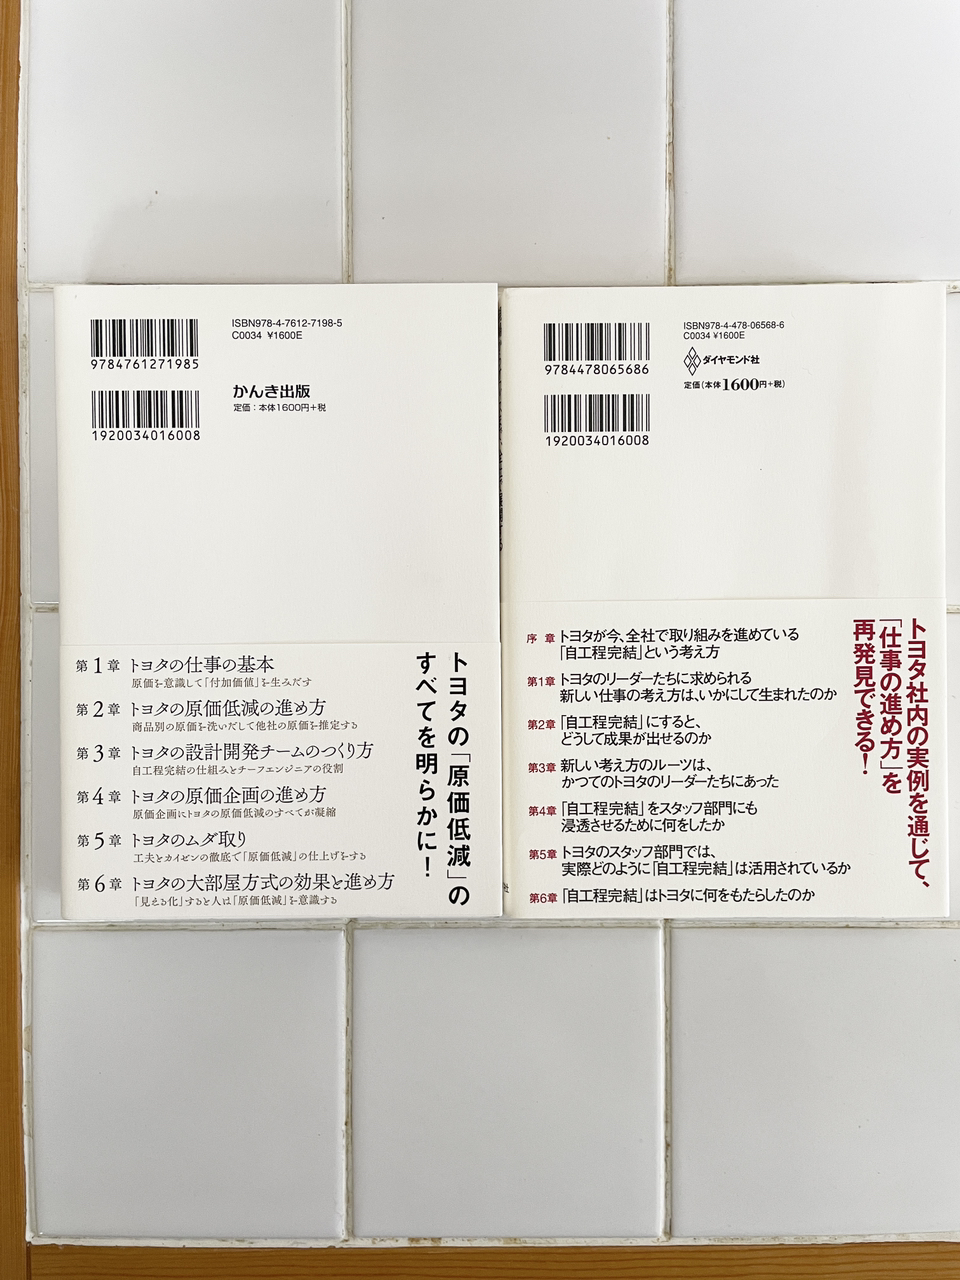 ISBN978-4-7612-7198-5
C0034 ¥1600E
9784761271985
かんき出版
定価：本体1600円+税
1920034016008
第1章 トヨタの仕事の基本
原価を意識して「付加価値」を生みだす
第2章 トヨタの原価低減の進め方
商品別の原価を洗いだして他社の原価を推定する
第3章 トヨタの設計開発チームのつくり方
自工程完結の仕組みとチーフエンジニアの役割
第4章 トヨタの原価企画の進め方
原価企画にトヨタの原価低減のすべてが凝縮
第5章 トヨタのムダ取り
工夫とカイゼンの徹底で「原価低減」の仕上げをする
第6章 トヨタの大部屋方式の効果と進め方
「見える化」すると人は「原価低減」を意識する
トヨタの「原価低減」の
すべてを明らかに！
ISBN978-4-478-06568-6
C0034 ¥1600E
9784478065686
ダイヤモンド社
定価（本体1600円+税）
1920034016008
序章 トヨタが今、全社で取り組みを進めている
「自工程完結」という考え方
第1章 トヨタのリーダーたちに求められる
新しい仕事の考え方は、いかにして生まれたのか
第2章 「自工程完結」にすると、
どうして成果が出せるのか
第3章 新しい考え方のルーツは、
かつてのトヨタのリーダーたちにあった
第4章 「自工程完結」をスタッフ部門にも
浸透させるために何をしたか
第5章 トヨタのスタッフ部門では、
実際どのように「自工程完結」は活用されているか
第6章 「自工程完結」はトヨタに何をもたらしたのか
トヨタ社内の実例を通じて、
「仕事の進め方」を
再発見できる！